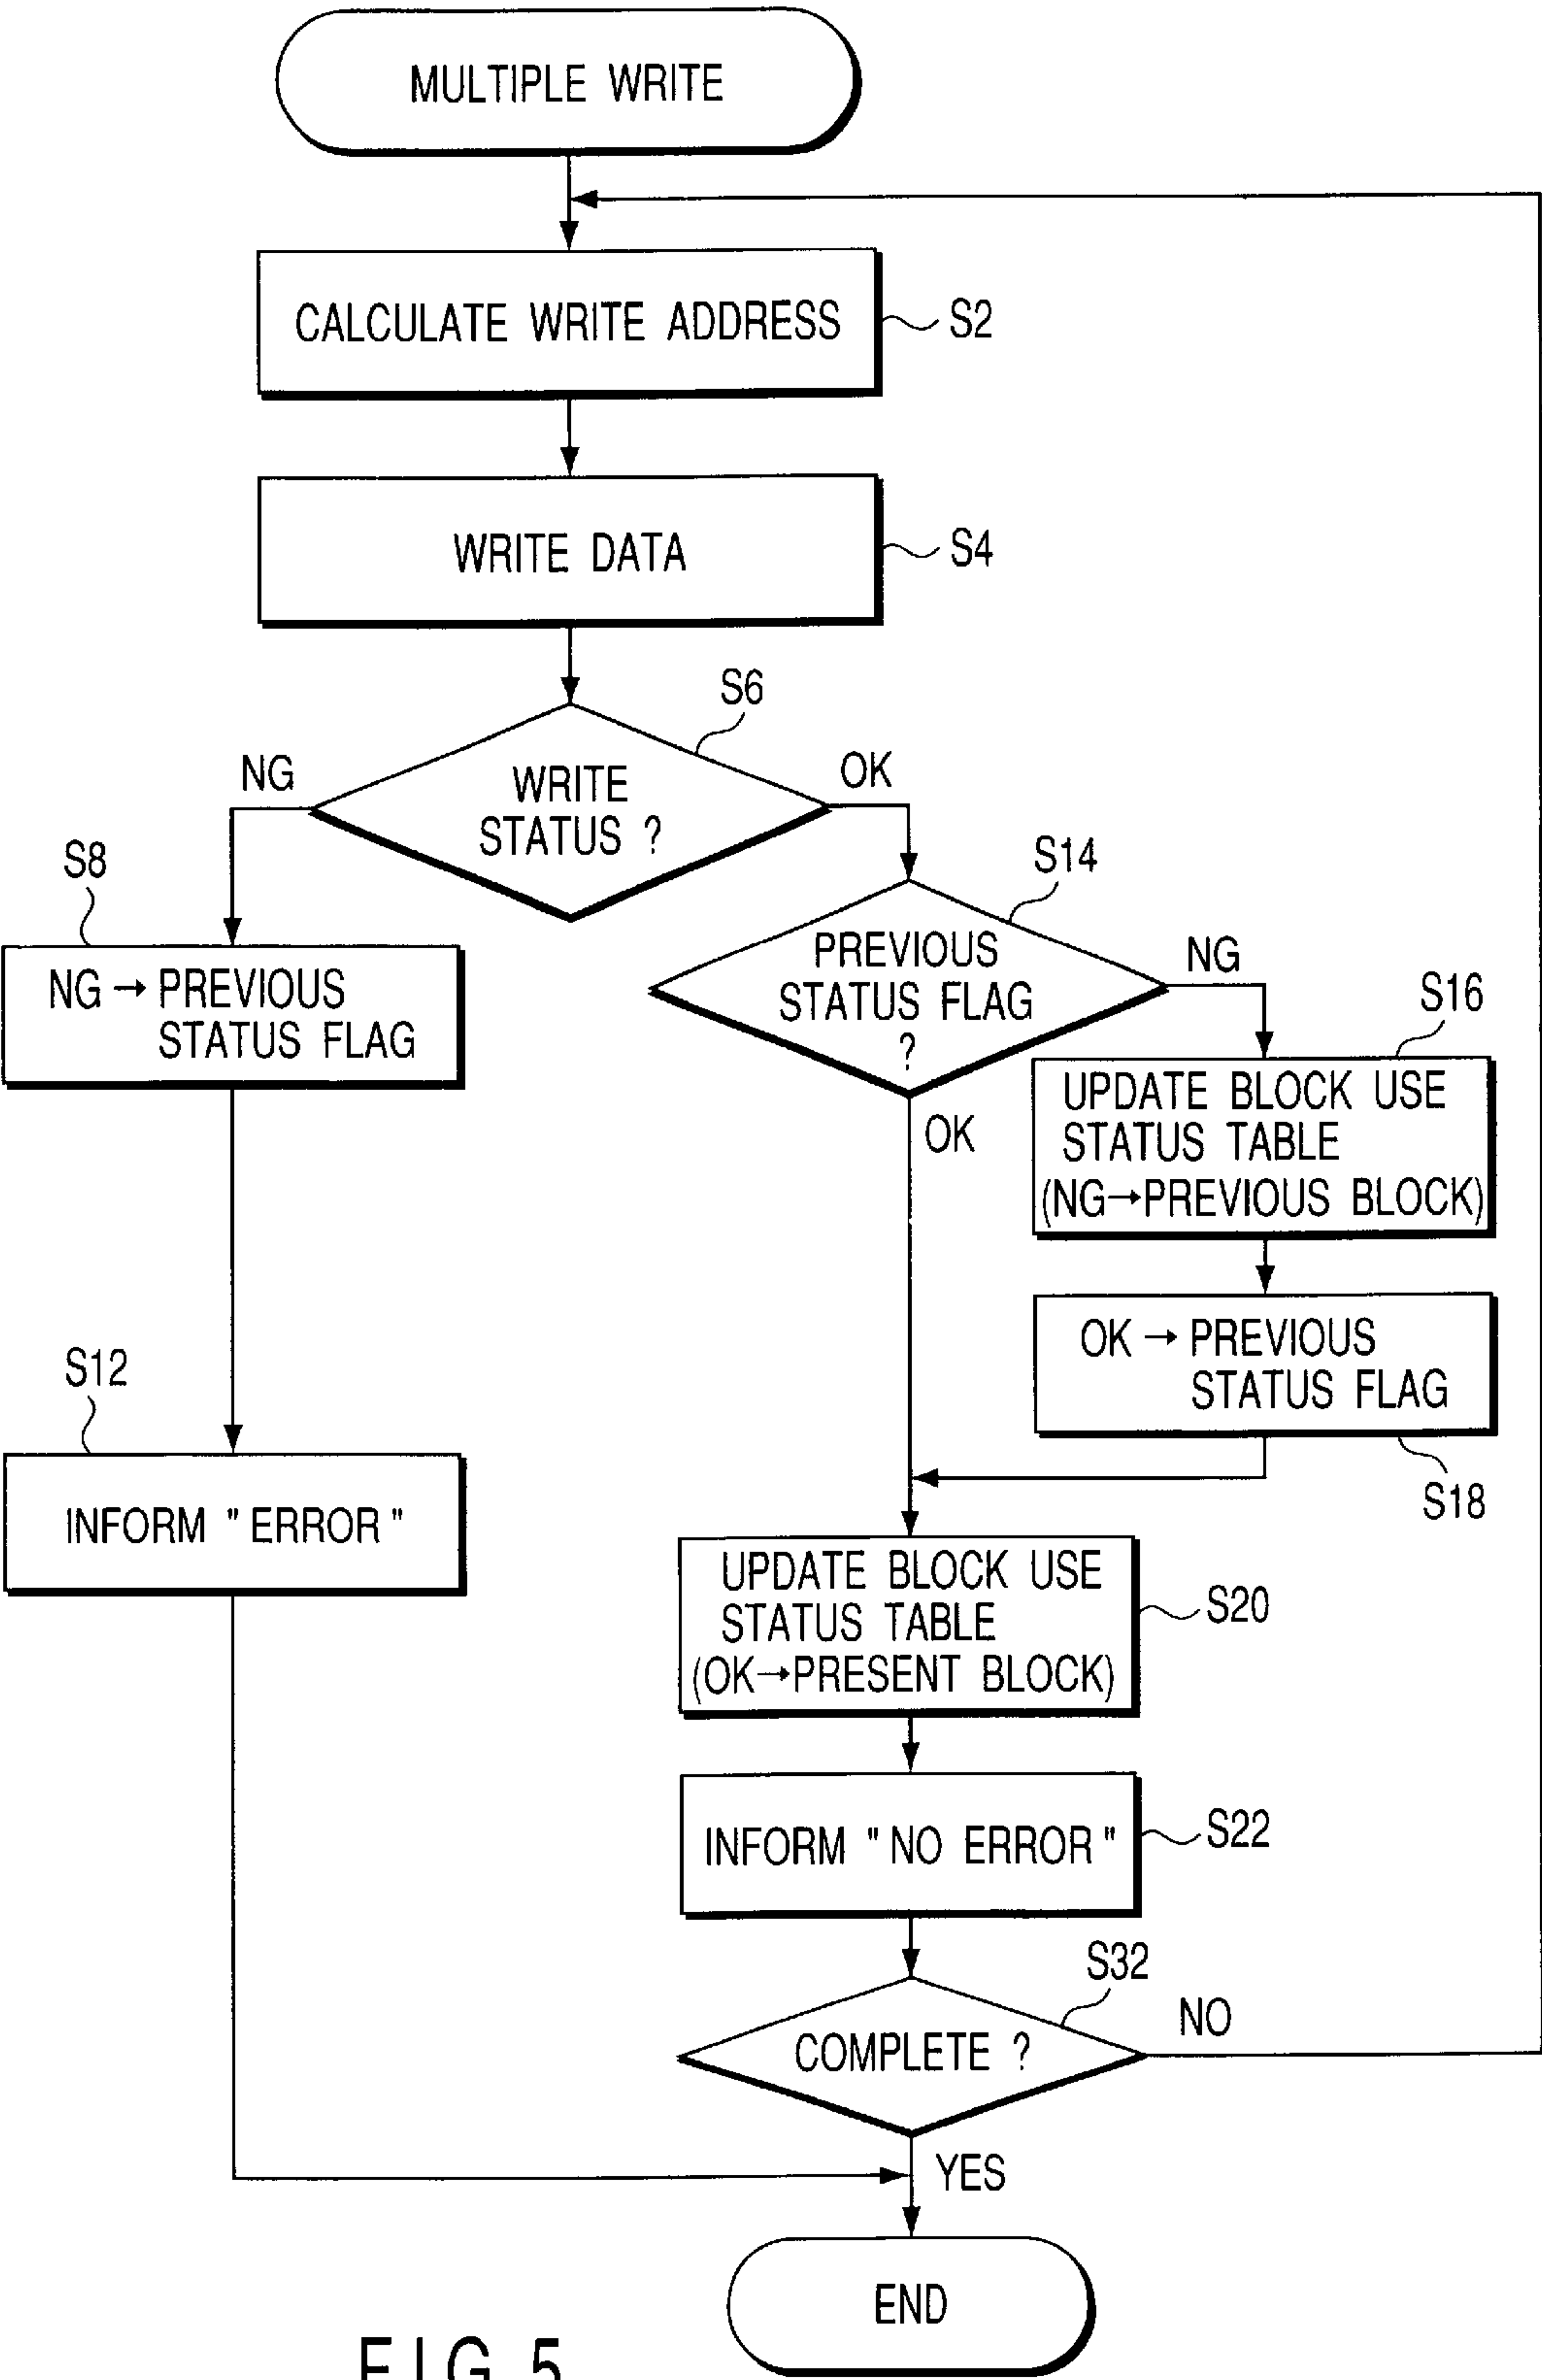 MULTIPLE WRITE
CALCULATE WRITE ADDRESS
S2
WRITE DATA
S4
S6
NG
OK
WRITE
STATUS ?
S8
S14
NG → PREVIOUS
STATUS FLAG
PREVIOUS
STATUS FLAG
?
NG
S16
OK
UPDATE BLOCK USE
STATUS TABLE
(NG→PREVIOUS BLOCK)
OK → PREVIOUS
STATUS FLAG
S18
S12
INFORM "ERROR"
UPDATE BLOCK USE
STATUS TABLE
(OK→PRESENT BLOCK)
S20
INFORM "NO ERROR"
S22
S32
COMPLETE ?
NO
YES
END
FIG. 5